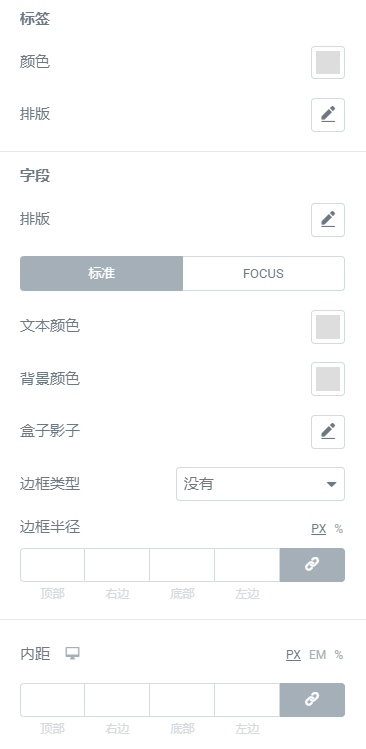 标签
颜色
排版
字段
排版
标准 FOCUS
文本颜色
背景颜色
盒子影子
边框类型 没有
边框半径 PX %
顶部 右边 底部 左边
内距 PX EM %
顶部 右边 底部 左边